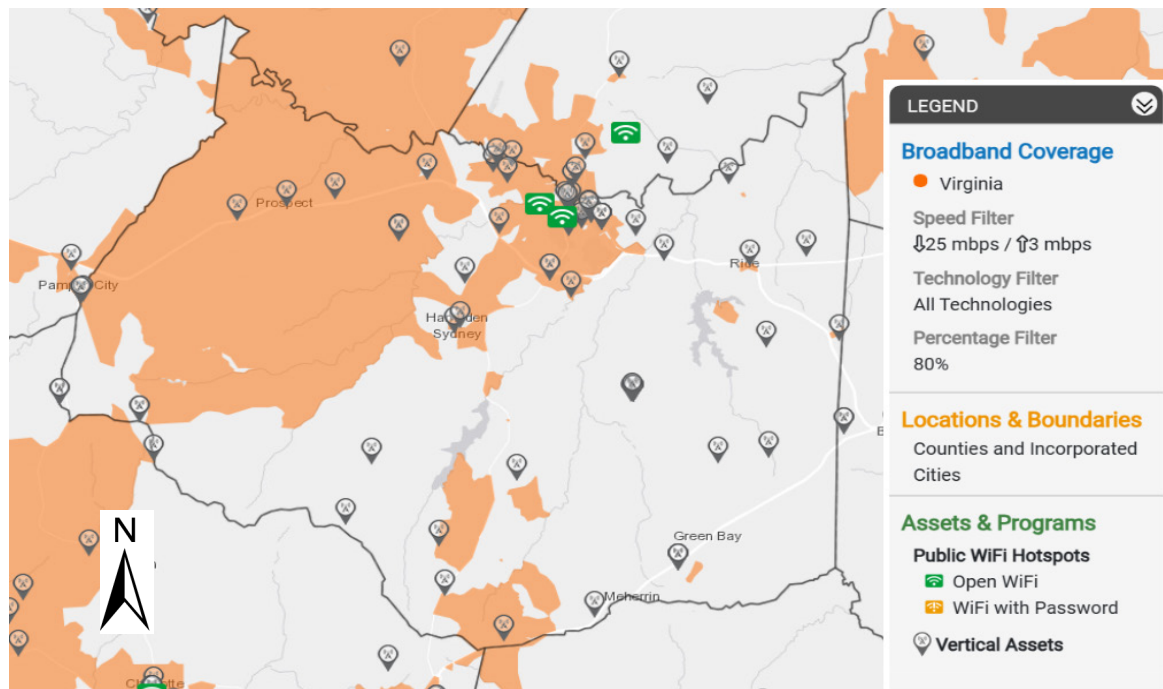 LEGEND
Broadband Coverage
Virginia
Speed Filter
⇩25 mbps / ⇧3 mbps
Technology Filter
All Technologies
Percentage Filter
80%
Locations & Boundaries
Counties and Incorporated
Cities
Assets & Programs
Public WiFi Hotspots
Open WiFi
WiFi with Password
Vertical Assets
Prospect
Rice
Sydney
Green Bay
Meherrin
N